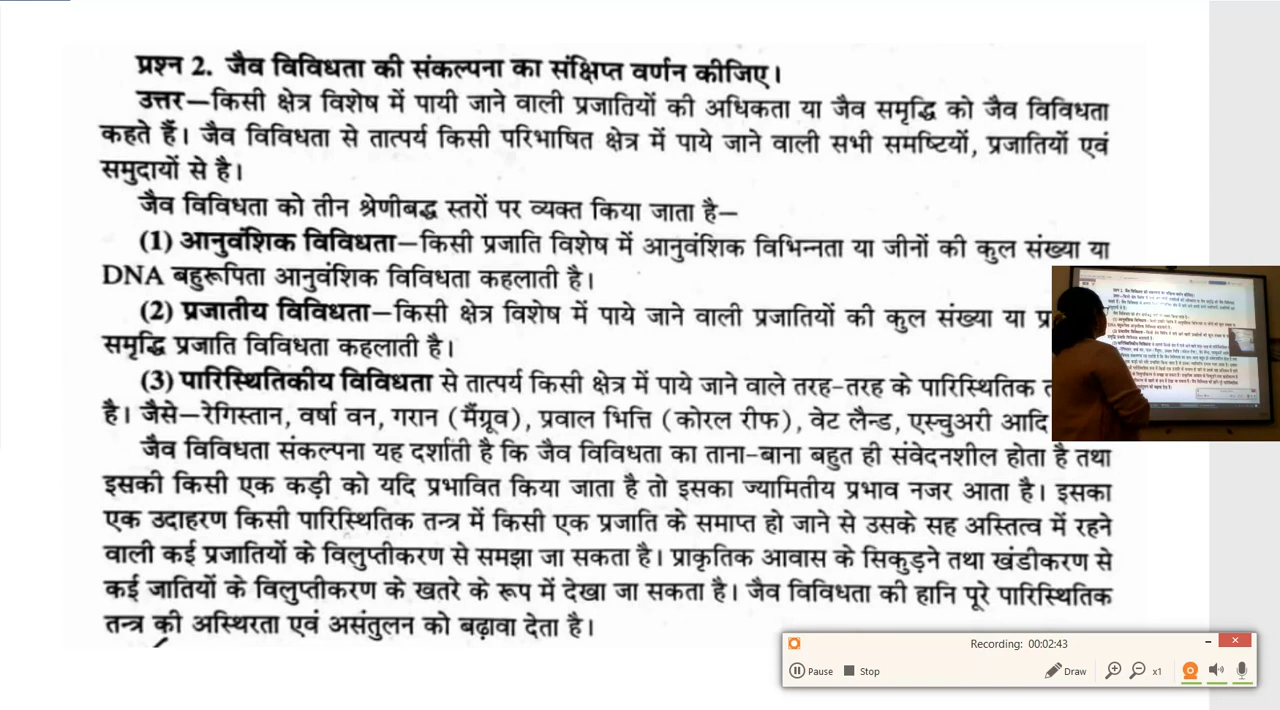 प्रश्न 2. जैव विविधता की संकल्पना का संक्षिप्त वर्णन कीजिए।
उत्तर—किसी क्षेत्र विशेष में पायी जाने वाली प्रजातियों की अधिकता या जैव समृद्धि को जैव विविधता
कहते हैं। जैव विविधता से तात्पर्य किसी परिभाषित क्षेत्र में पाये जाने वाली सभी समष्टियों, प्रजातियों एवं
समुदायों से है।
जैव विविधता को तीन श्रेणीबद्ध स्तरों पर व्यक्त किया जाता है—
(1) आनुवंशिक विविधता—किसी प्रजाति विशेष में आनुवंशिक विभिन्नता या जीनों की कुल संख्या या
DNA बहुरूपिता आनुवंशिक विविधता कहलाती है।
(2) प्रजातीय विविधता—किसी क्षेत्र विशेष में पाये जाने वाली प्रजातियों की कुल संख्या या
समृद्धि प्रजाति विविधता कहलाती है।
(3) पारिस्थितिकीय विविधता से तात्पर्य किसी क्षेत्र में पाये जाने वाले तरह-तरह के पारिस्थितिक
है। जैसे—रेगिस्तान, वर्षा वन, गरान (मैंग्रूव), प्रवाल भित्ति (कोरल रीफ), वेट लैन्ड, एस्चुअरी आदि
जैव विविधता संकल्पना यह दर्शाती है कि जैव विविधता का ताना-बाना बहुत ही संवेदनशील होता है तथा
इसकी किसी एक कड़ी को यदि प्रभावित किया जाता है तो इसका ज्यामितीय प्रभाव नजर आता है। इसका
एक उदाहरण किसी पारिस्थितिक तन्त्र में किसी एक प्रजाति के समाप्त हो जाने से उसके सह अस्तित्व में रहने
वाली कई प्रजातियों के विलुप्तीकरण से समझा जा सकता है। प्राकृतिक आवास के सिकुड़ने तथा खंडीकरण से
कई जातियों के विलुप्तीकरण के खतरे के रूप में देखा जा सकता है। जैव विविधता की हानि पूरे पारिस्थितिक
तन्त्र की अस्थिरता एवं असंतुलन को बढ़ावा देता है।
Recording: 00:02:43
Pause Stop Draw x1